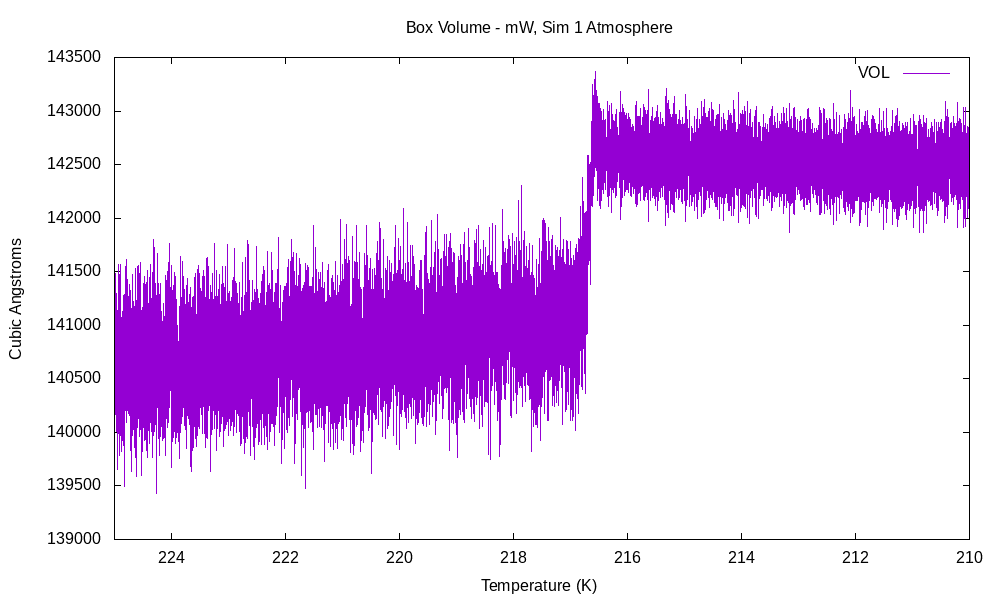 Box Volume - mW, Sim 1 Atmosphere
VOL
143500
143000
142500
142000
141500
141000
140500
140000
139500
139000
Cubic Angstroms
224 222 220 218 216 214 212 210
Temperature (K)